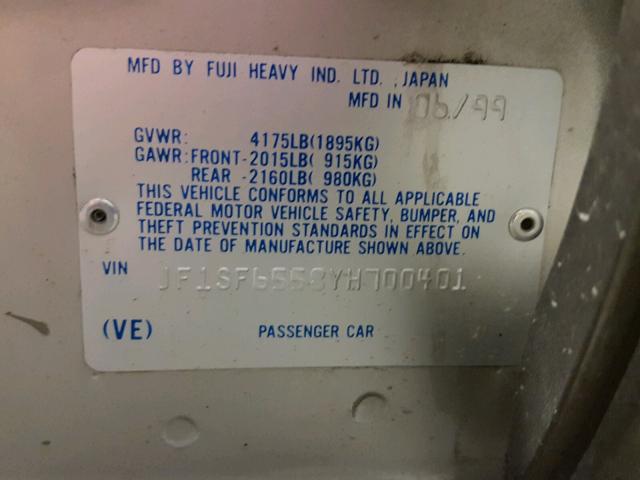 MFD BY FUJI HEAVY IND. LTD. , JAPAN
MFD IN 06/99
GVWR: 4175LB(1895KG)
GAWR: FRONT-2015LB( 915KG)
REAR -2160LB( 980KG)
THIS VEHICLE CONFORMS TO ALL APPLICABLE
FEDERAL MOTOR VEHICLE SAFETY, BUMPER, AND
THEFT PREVENTION STANDARDS IN EFFECT ON
THE DATE OF MANUFACTURE SHOWN ABOVE.
VIN JF1SF6558YH700401
(VE) PASSENGER CAR